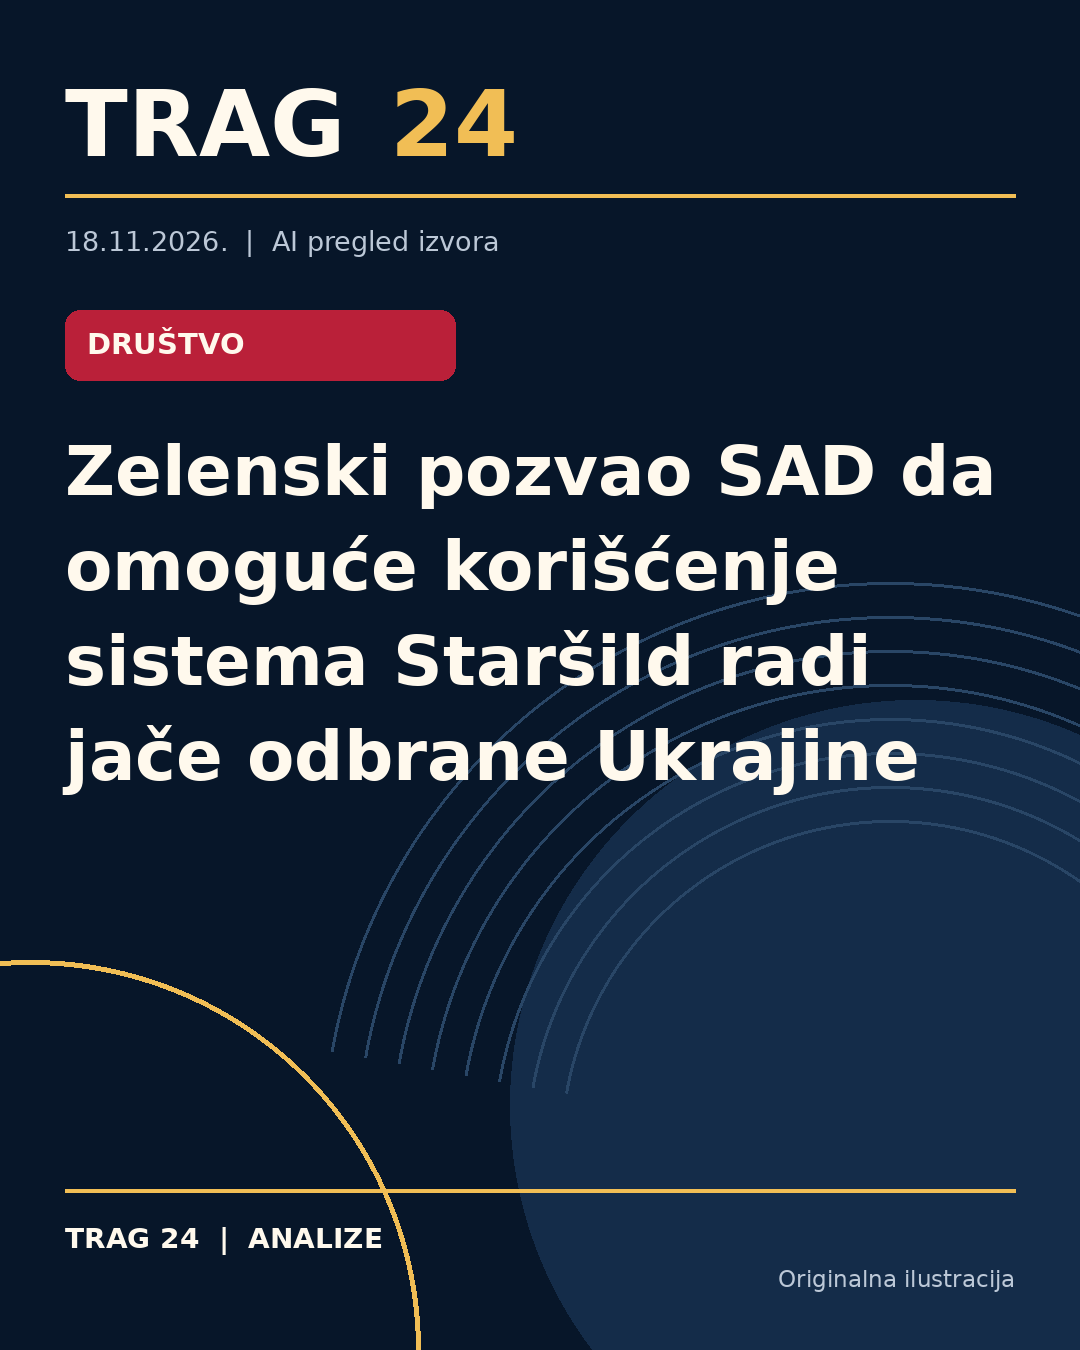 TRAG 24
18.11.2026. | AI pregled izvora
DRUŠTVO
Zelenski pozvao SAD da
omoguće korišćenje
sistema Staršild radi
jače odbrane Ukrajine
TRAG 24 | ANALIZE
Originalna ilustracija